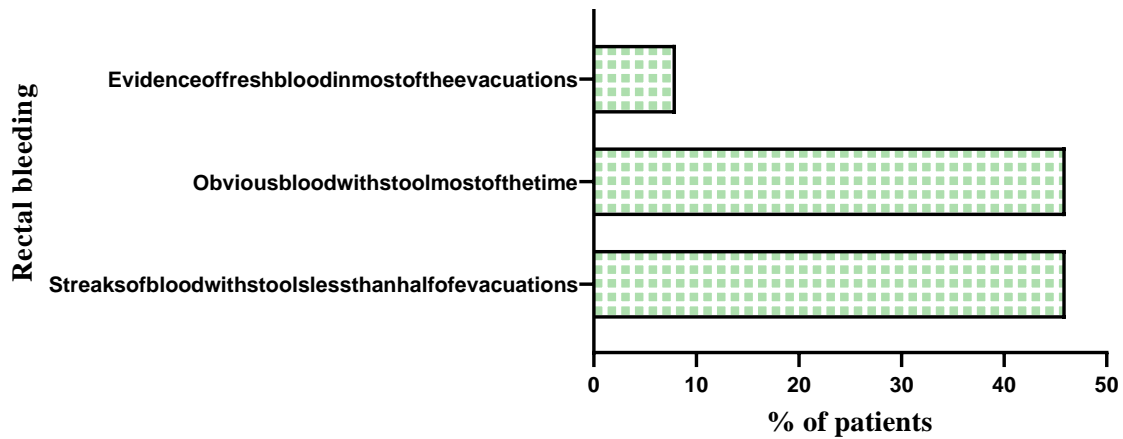 Rectal bleeding
Evidenceoffreshbloodinmostoftheevacuations
Obviousbloodwithstoolmostofthetime
Streaksofbloodwithstoolslessthanhalfofevacuations
0 10 20 30 40 50
% of patients